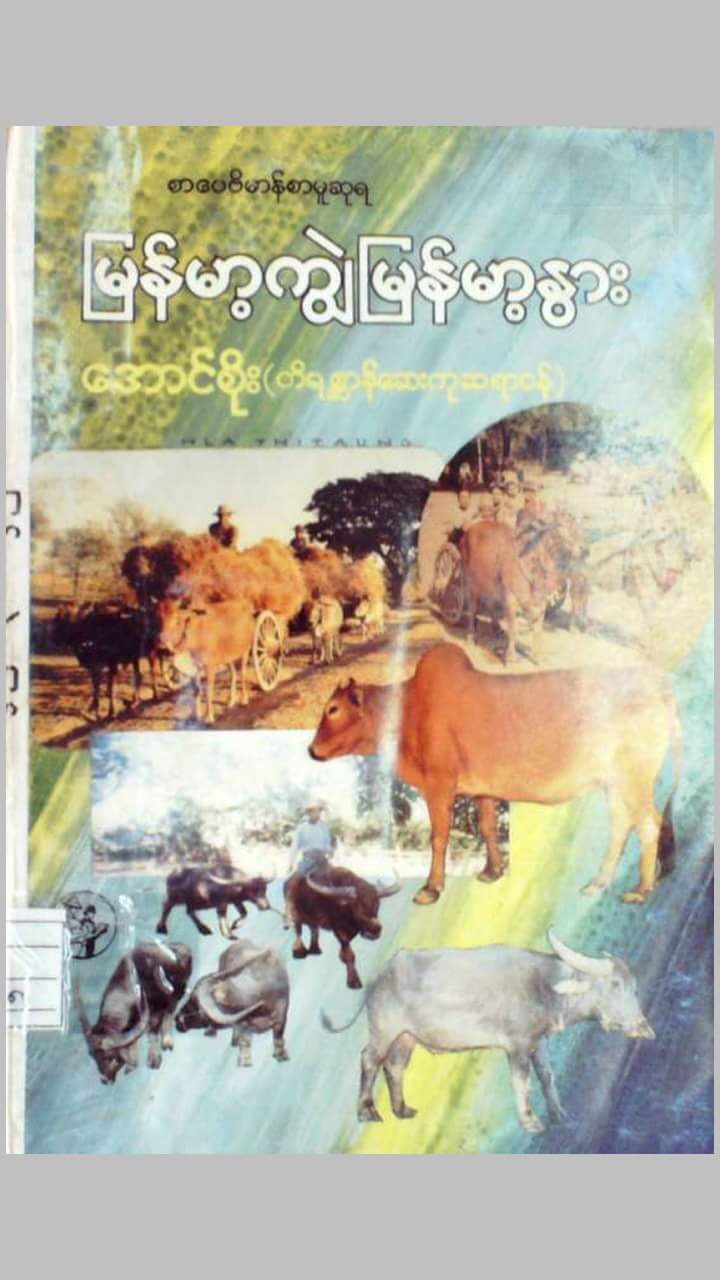 စာပေဗိမာန်စာမူဆုရ
မြန်မာ့ကျွဲမြန်မာ့နွား
အောင်စိုး(တိရစ္ဆာန်ဆေးကုဆရာဝန်)
HLA THITAUNG